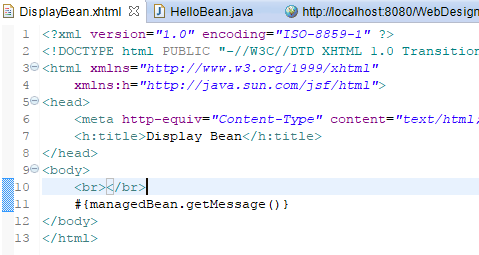 DisplayBean.xhtml HelloBean.java http://localhost:8080/WebDesign
1 <?xml version="1.0" encoding="ISO-8859-1" ?>
2 <!DOCTYPE html PUBLIC "-//W3C//DTD XHTML 1.0 Transition
3 <html xmlns="http://www.w3.org/1999/xhtml"
4 xmlns:h="http://java.sun.com/jsf/html">
5 <head>
6 <meta http-equiv="Content-Type" content="text/html;
7 <h:title>Display Bean</h:title>
8 </head>
9 <body>
10 <br></br>
11 #{managedBean.getMessage()}
12 </body>
13 </html>